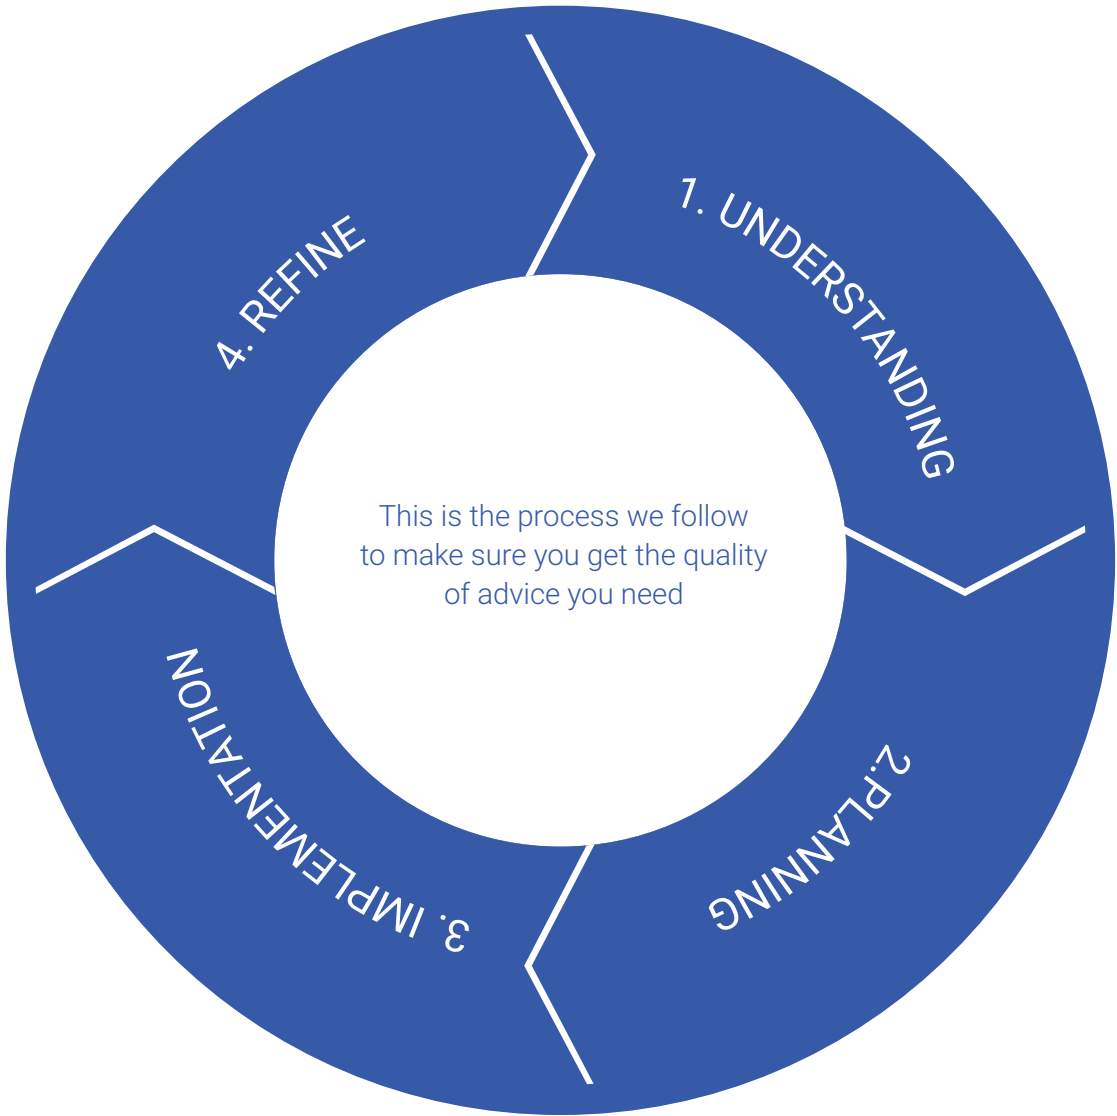 1. UNDERSTANDING
2.PLANNING
3. IMPLEMENTATION
4. REFINE
This is the process we follow
to make sure you get the quality
of advice you need